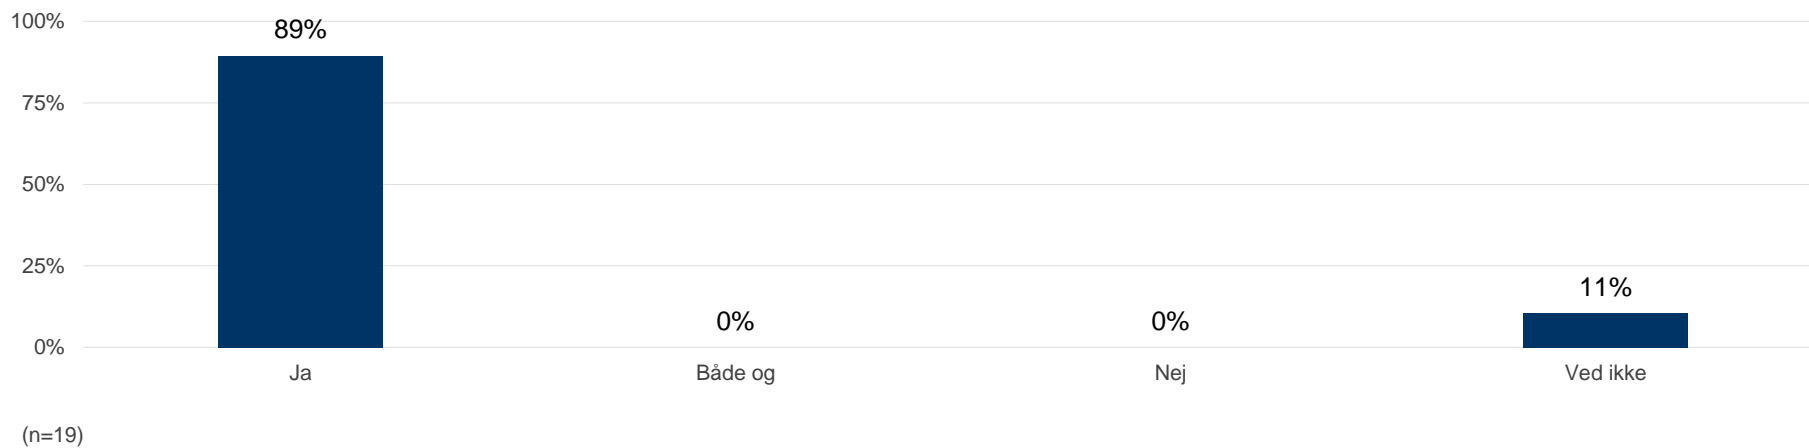 100%
89%
75%
50%
25%
11%
0%
0%
0%
Ja
Både og
Nej
Ved ikke
(n=19)